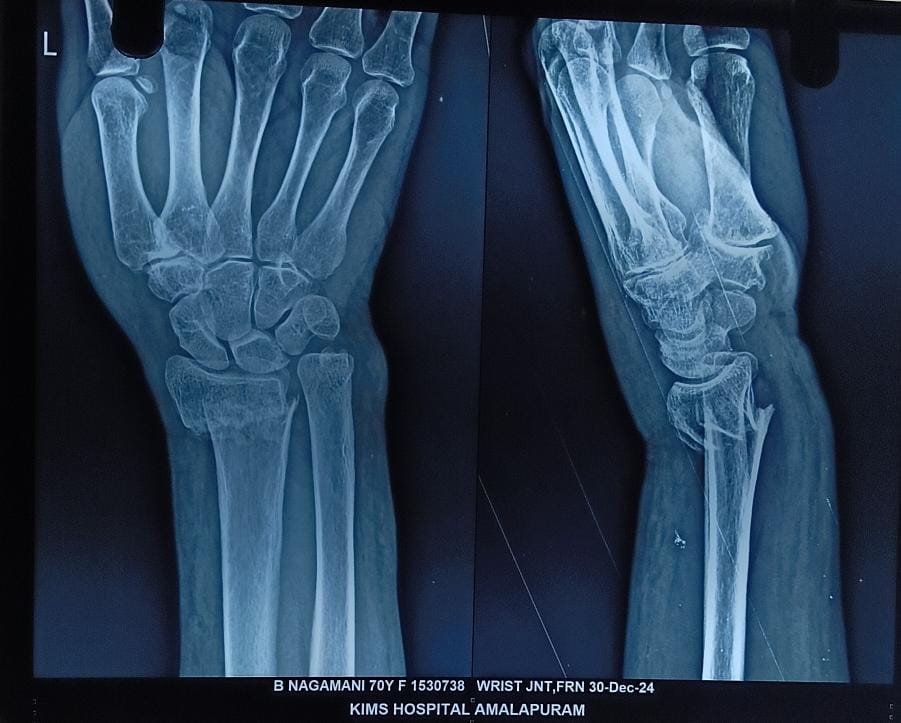 L
B NAGAMANI 70Y F 1530738 WRIST JNT,FRN 30-Dec-24
KIMS HOSPITAL AMALAPURAM